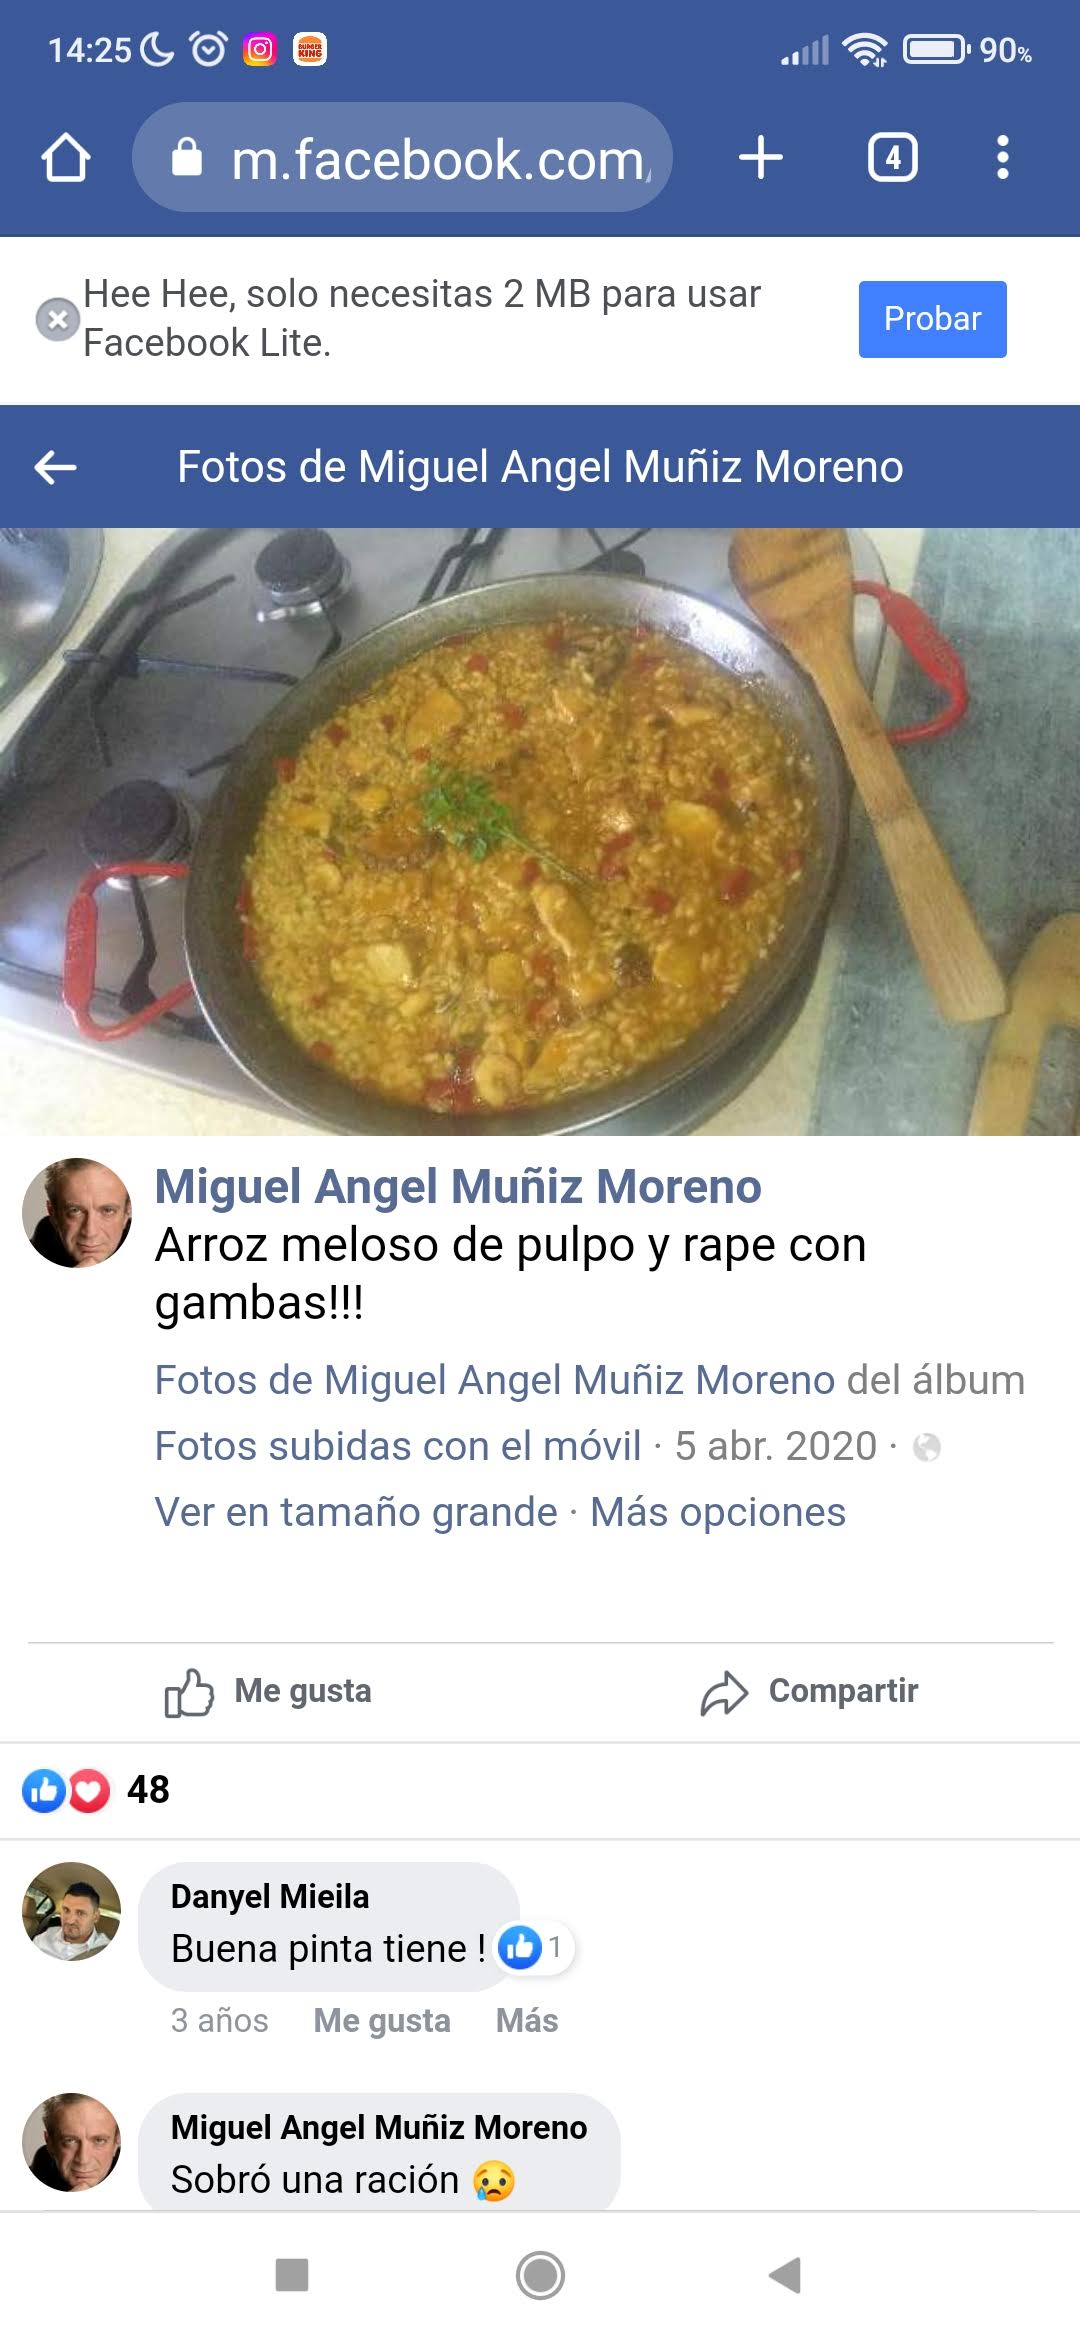 14:25
BURGER KING
90%
m.facebook.com
4
Hee Hee, solo necesitas 2 MB para usar
Facebook Lite.
Probar
Fotos de Miguel Angel Muñiz Moreno
Miguel Angel Muñiz Moreno
Arroz meloso de pulpo y rape con
gambas!!!
Fotos de Miguel Angel Muñiz Moreno del álbum
Fotos subidas con el móvil · 5 abr. 2020 ·
Ver en tamaño grande · Más opciones
Me gusta
Compartir
48
Danyel Mieila
Buena pinta tiene !
1
3 años Me gusta Más
Miguel Angel Muñiz Moreno
Sobró una ración 😥